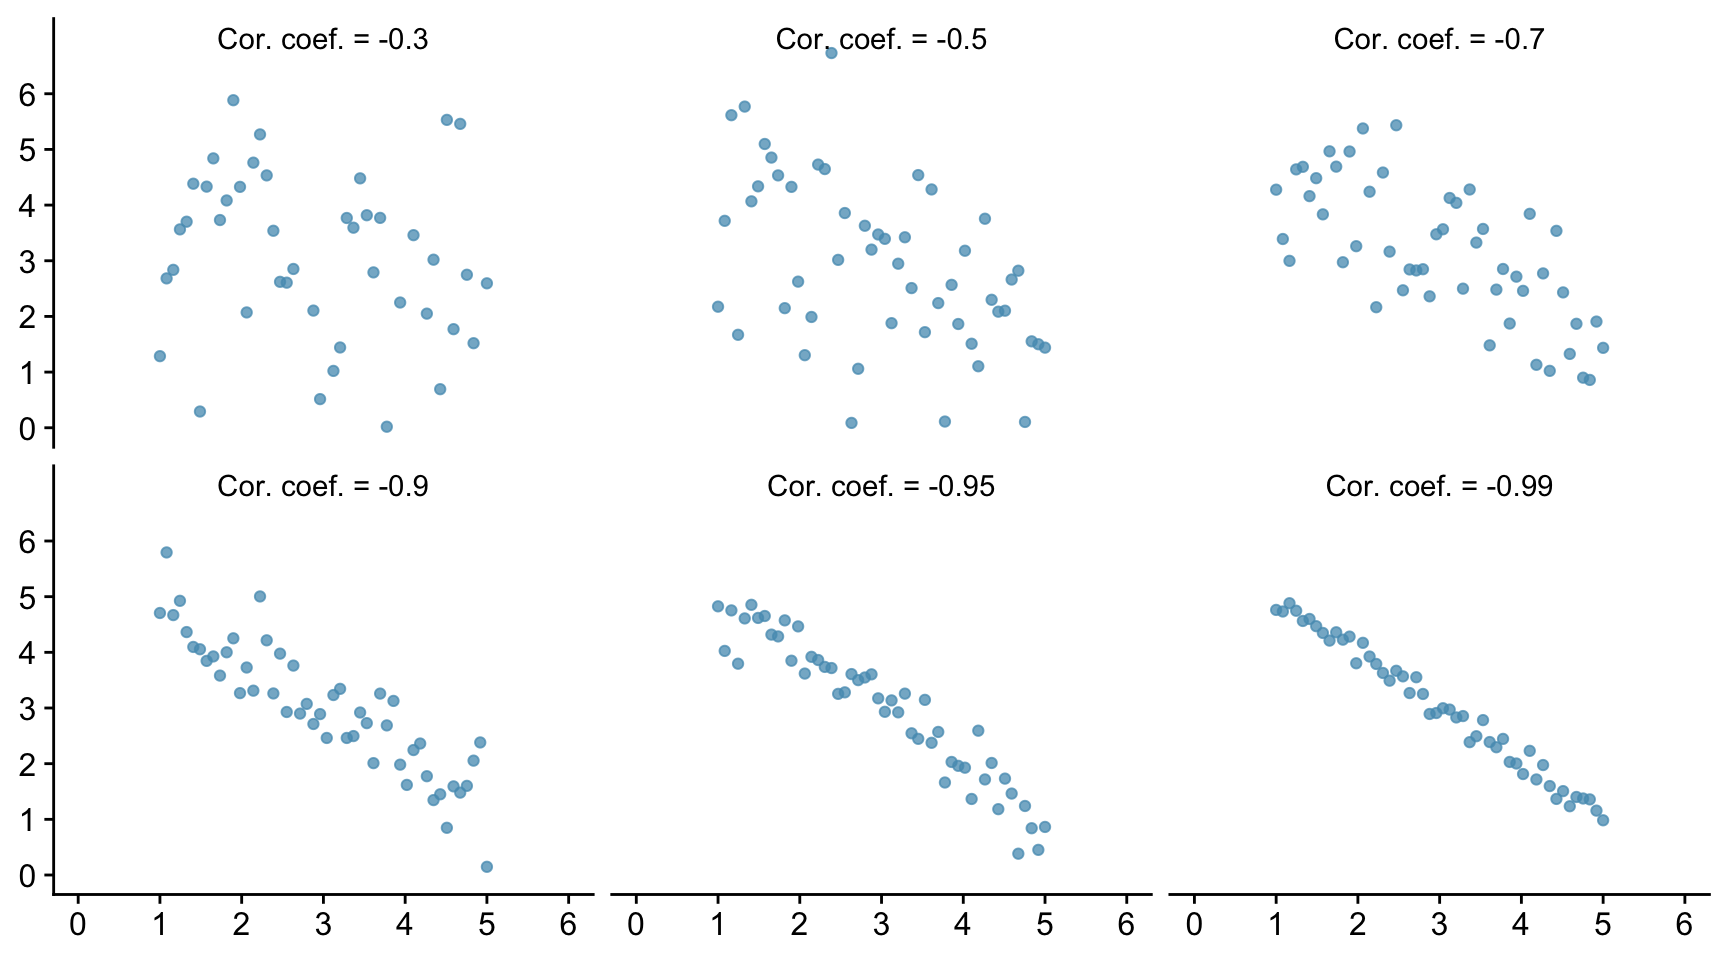 Cor. coef. = -0.3
Cor. coef. = -0.5
Cor. coef. = -0.7
6
5
4
3
2
1
0
Cor. coef. = -0.9
Cor. coef. = -0.95
Cor. coef. = -0.99
6
5
4
3
2
1
0
0 1 2 3 4 5 6
0 1 2 3 4 5 6
0 1 2 3 4 5 6